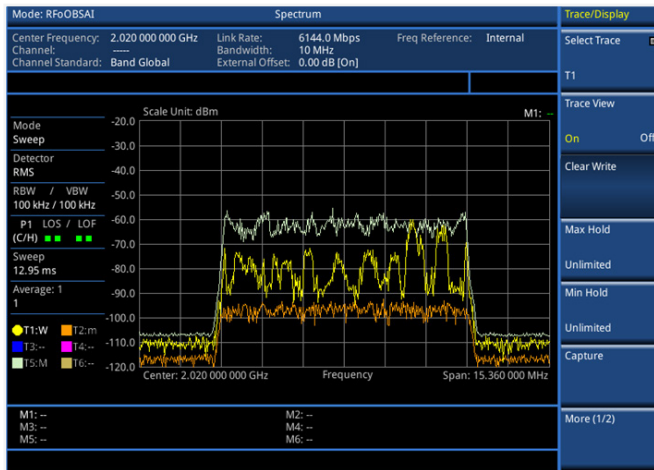 Mode: RFoOBSAI
Spectrum
Trace/Display
Center Frequency: 2.020 000 000 GHz
Link Rate: 6144.0 Mbps
Freq Reference: Internal
Channel: -----
Bandwidth: 10 MHz
Channel Standard: Band Global
External Offset: 0.00 dB [On]
Select Trace
T1
Trace View
On Off
Clear Write
Max Hold
Unlimited
Min Hold
Unlimited
Capture
More (1/2)
Mode
Sweep
Detector
RMS
RBW / VBW
100 kHz / 100 kHz
P1 LOS / LOF
(C/H)
Sweep
12.95 ms
Average: 1
1
T1:W T2:m
T3:-- T4:--
T5:M T6:--
Scale Unit: dBm
M1: --
-20.0
-30.0
-40.0
-50.0
-60.0
-70.0
-80.0
-90.0
-100.0
-110.0
-120.0
Center: 2.020 000 000 GHz
Frequency
Span: 15.360 000 MHz
M1: --
M2: --
M3: --
M4: --
M5: --
M6: --